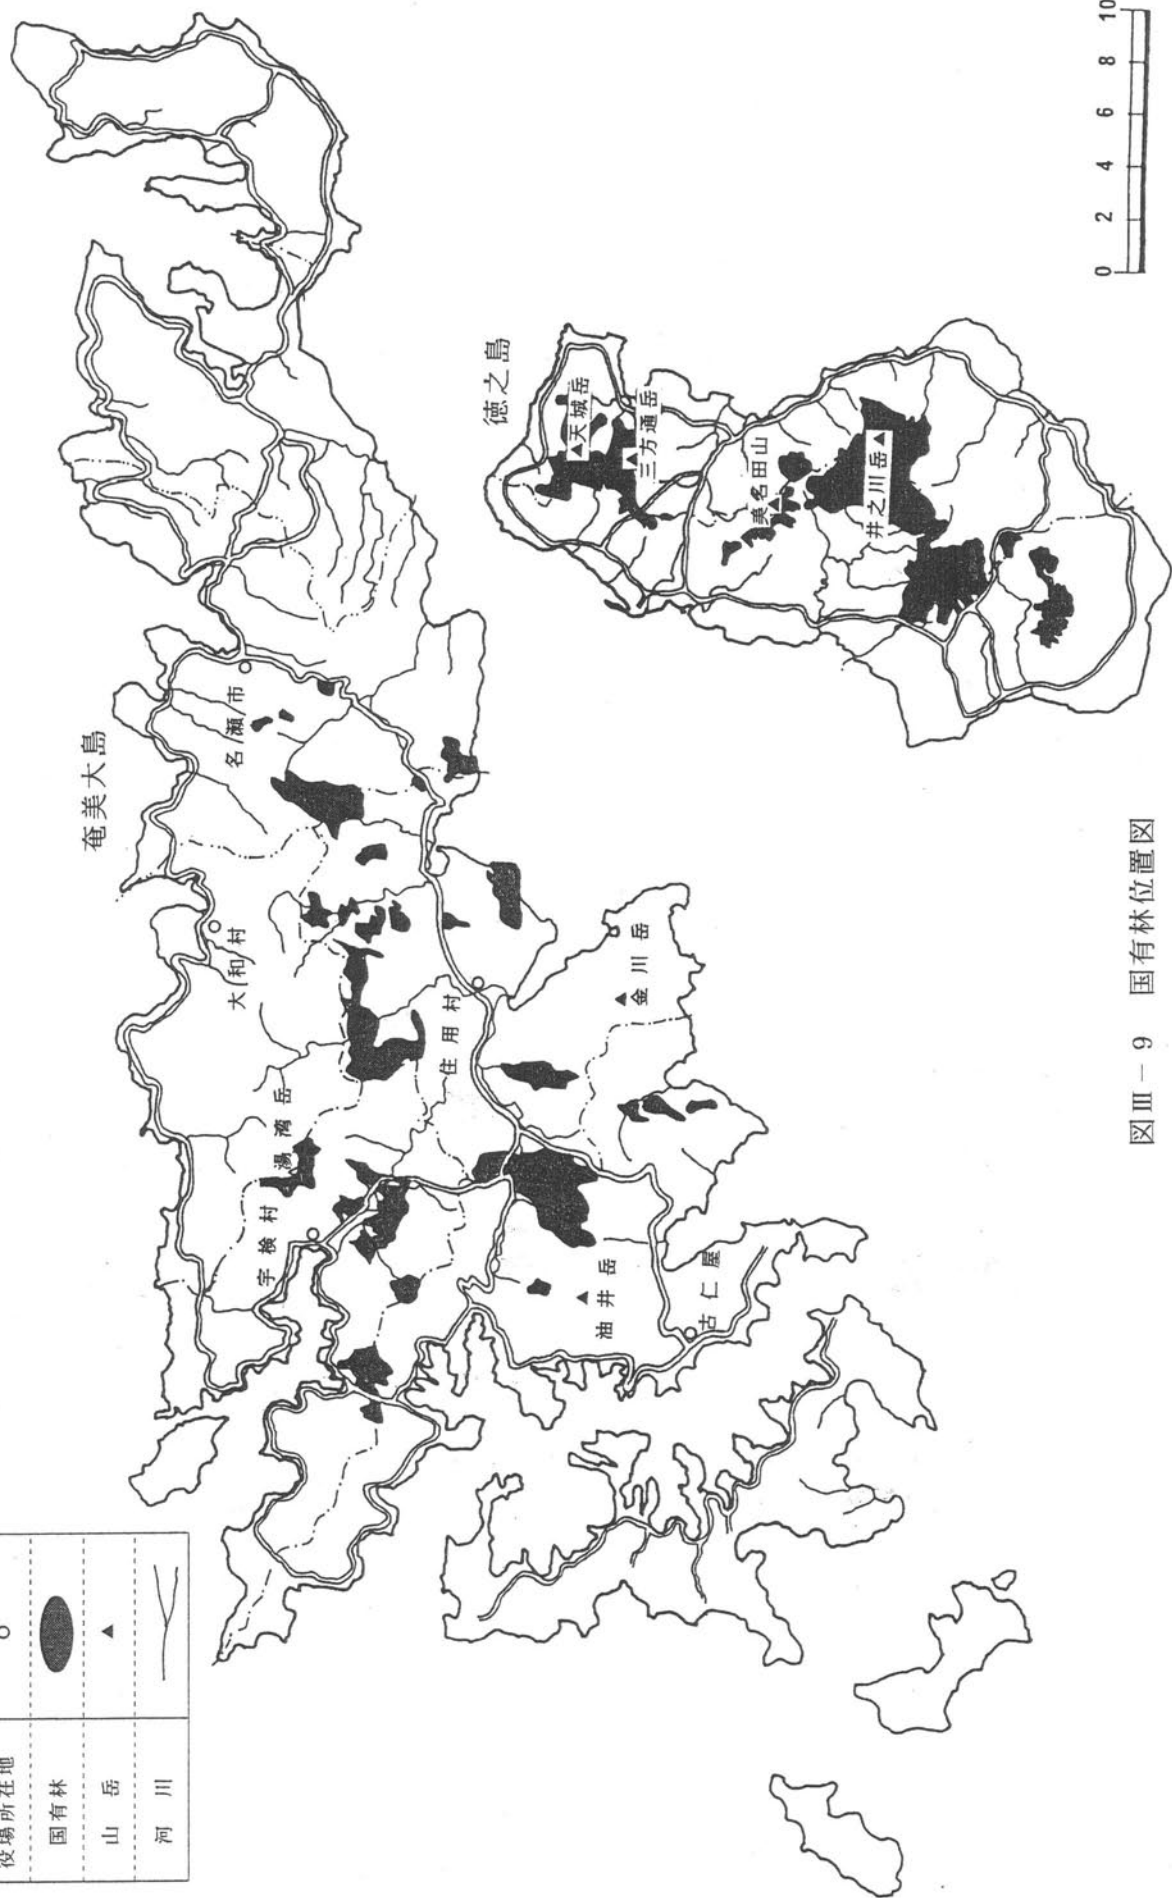 役場所在地
国有林
山岳
河川
奄美大島
名瀬市
大和村
湯湾岳
宇検村
住用村
金川岳
油井岳
古仁屋
徳之島
天城岳
三方通岳
美名田山
井之川岳
0 2 4 6 8 10
図Ⅲ－9 国有林位置図